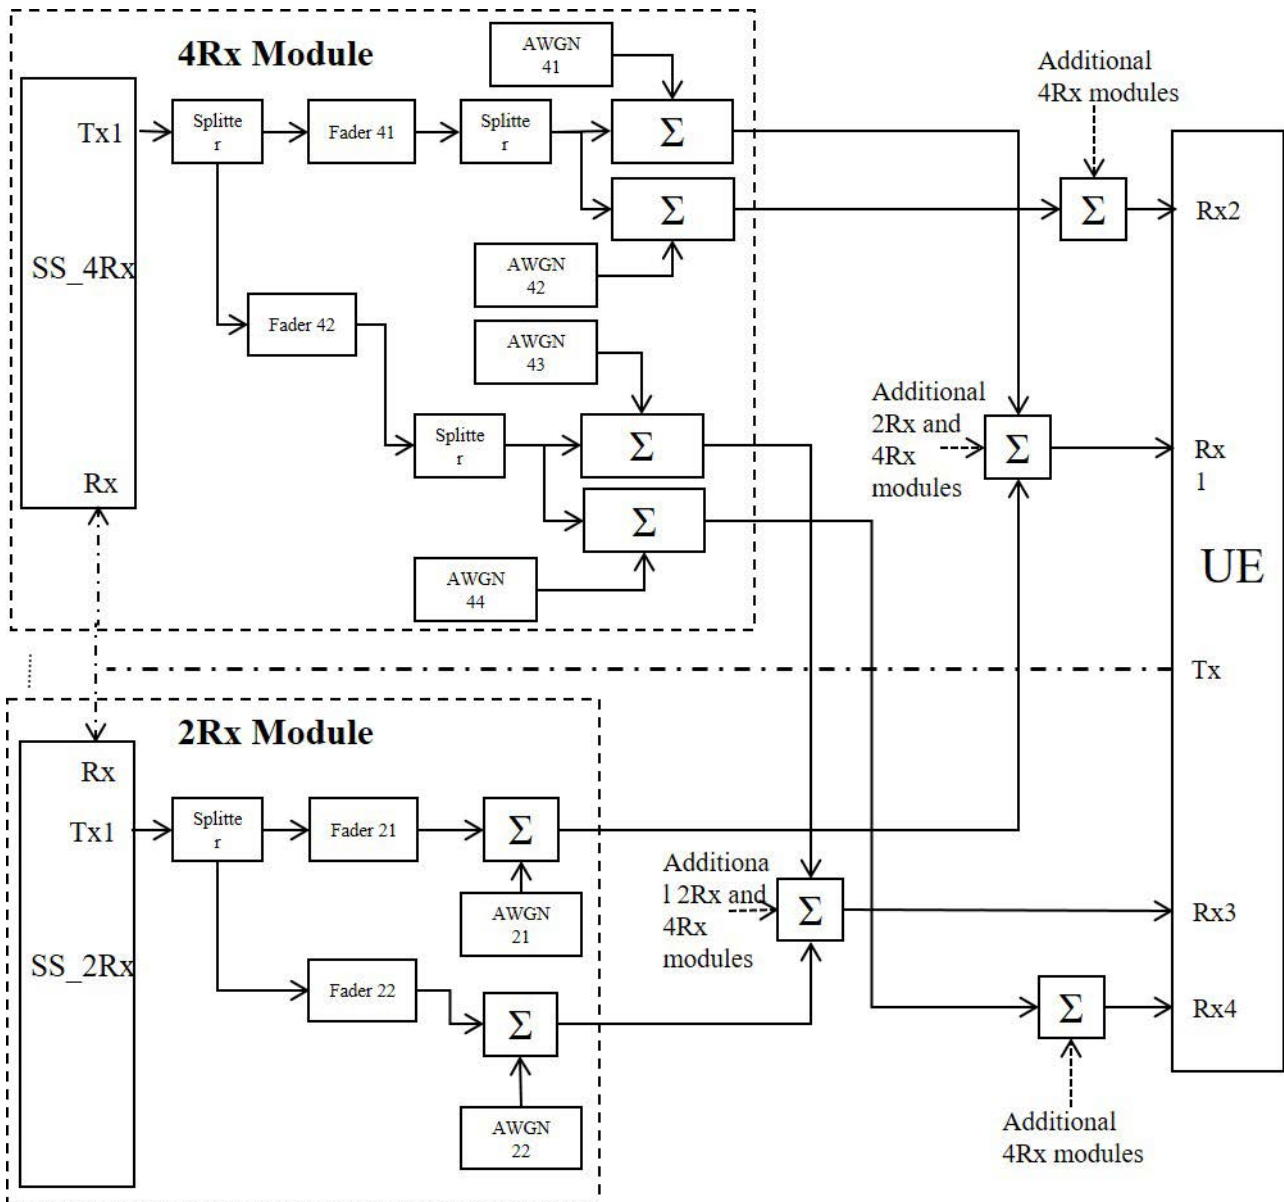 4Rx Module
AWGN
41
Additional
4Rx modules
Tx1
Splitte
r
Fader 41
Splitte
r
Σ
Σ
Σ
Rx2
SS_4Rx
AWGN
42
Fader 42
AWGN
43
Additional
2Rx and
4Rx
modules
Splitte
r
Σ
Σ
Rx
1
Rx
Σ
AWGN
44
UE
Tx
2Rx Module
Rx
Tx1
Splitte
r
Fader 21
Σ
AWGN
21
Additiona
l 2Rx and
4Rx
modules
Σ
Rx3
SS_2Rx
Fader 22
Σ
Σ
Rx4
AWGN
22
Additional
4Rx modules